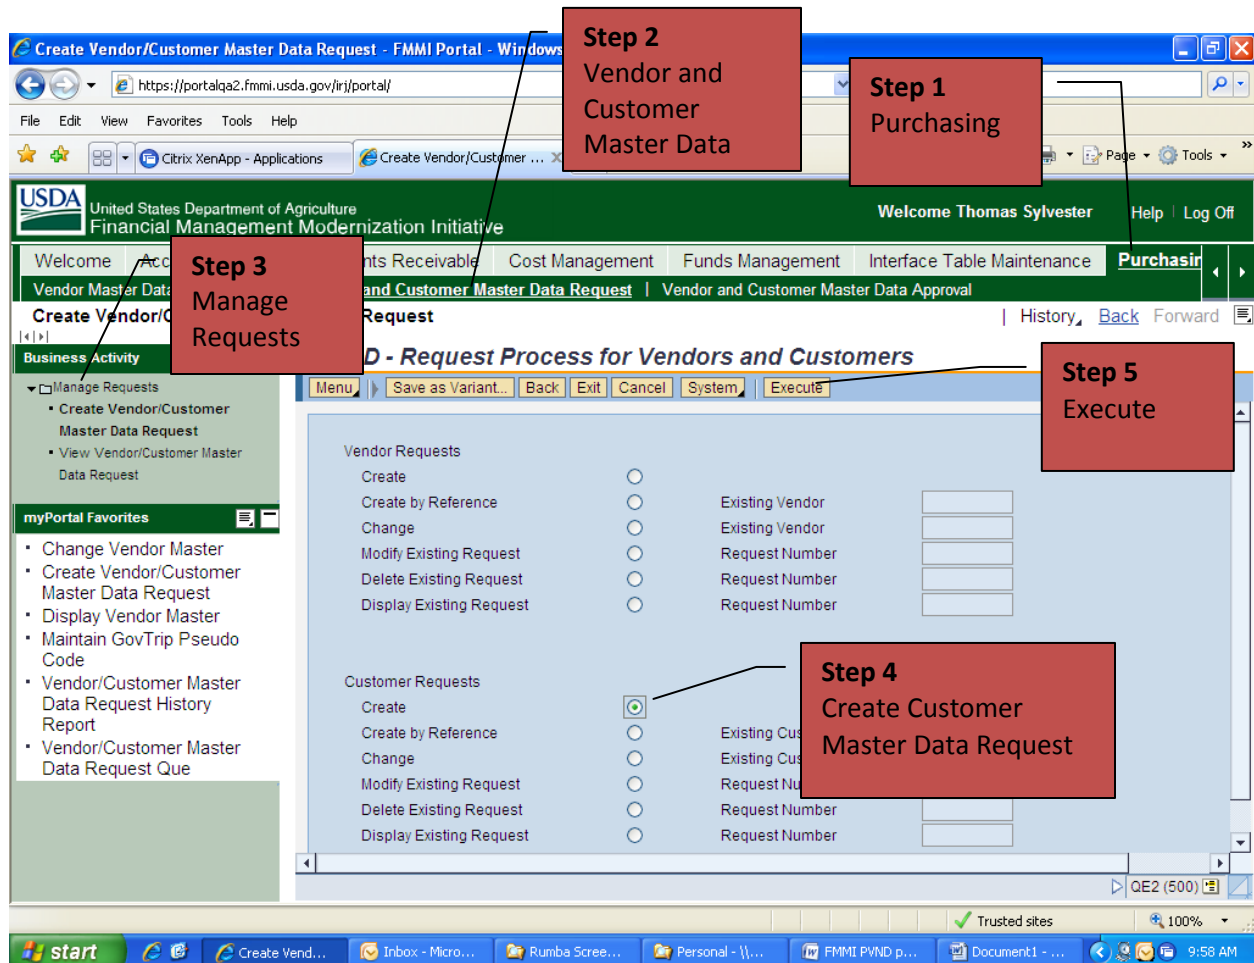 Create Vendor/Customer Master Data Request - FMMI Portal - Windows
Step 2
Vendor and
Customer
Master Data
Step 1
Purchasing
https://portalqa2.fmmi.usda.gov/irj/portal/
File Edit View Favorites Tools Help
Citrix XenApp - Applications
Create Vendor/Customer ...
Page Tools
USDA
United States Department of Agriculture
Financial Management Modernization Initiative
Welcome Thomas Sylvester Help Log Off
Welcome Receivable Cost Management Funds Management Interface Table Maintenance
Vendor Master and Customer Master Data Request | Vendor and Customer Master Data Approval
Step 3
Manage
Requests
Create Request | History Back Forward
Business Activity
- Request Process for Vendors and Customers
Manage Requests
Create Vendor/Customer
Master Data Request
View Vendor/Customer Master
Data Request
Menu Save as Variant... Back Exit Cancel System Execute
Step 5
Execute
Vendor Requests
Create
Create by Reference Existing Vendor
Change Existing Vendor
Modify Existing Request Request Number
Delete Existing Request Request Number
Display Existing Request Request Number
myPortal Favorites
Change Vendor Master
Create Vendor/Customer
Master Data Request
Display Vendor Master
Maintain GovTrip Pseudo
Code
Vendor/Customer Master
Data Request History
Report
Vendor/Customer Master
Data Request Que
Customer Requests
Create
Create by Reference Existing
Change Existing
Modify Existing Request Request
Delete Existing Request Request Number
Display Existing Request Request Number
Step 4
Create Customer
Master Data Request
QE2 (500)
Trusted sites 100%
start Create Vend... Inbox - Micro... Rumba Scree... Personal - \\... FMMI PVND p... Document1 - ... 9:58 AM